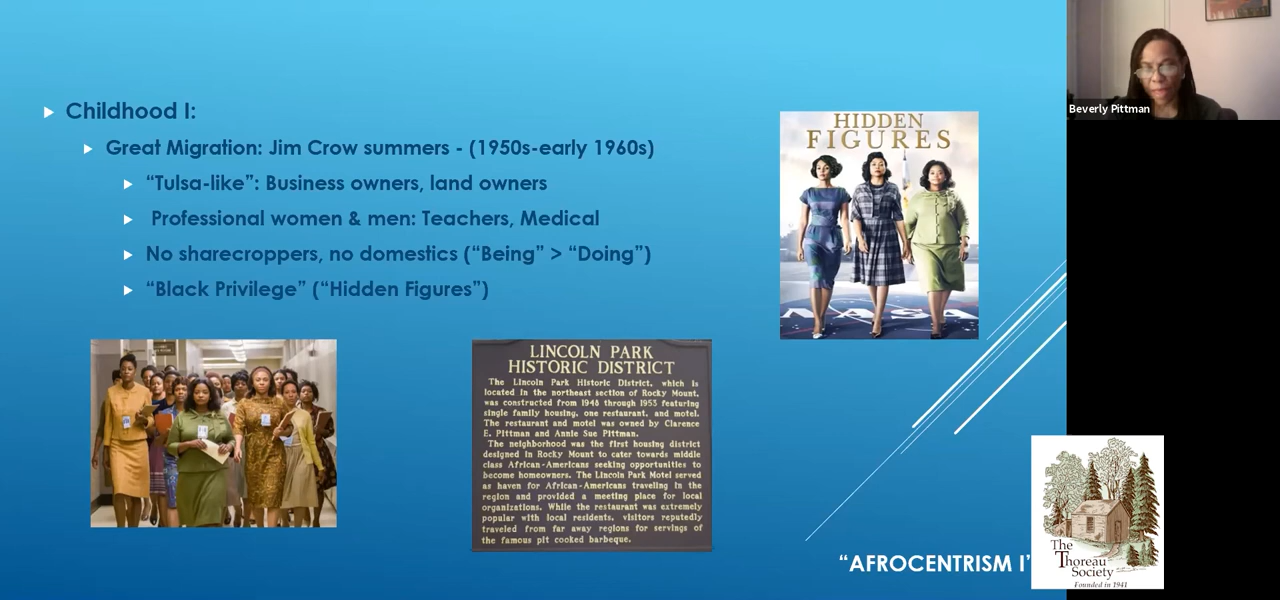 Childhood I:
Great Migration: Jim Crow summers - (1950s-early 1960s)
“Tulsa-like”: Business owners, land owners
Professional women & men: Teachers, Medical
No sharecroppers, no domestics (“Being” > “Doing”)
“Black Privilege” (“Hidden Figures”)
HIDDEN
FIGURES
NASA
Beverly Pittman
LINCOLN PARK
HISTORIC DISTRICT
The Lincoln Park Historic District, which is
located in the northeast section of Rocky Mount,
was constructed from 1948 through 1953 featuring
single family housing, one restaurant, and motel.
The restaurant and motel was owned by Clarence
E. Pittman and Annie Sue Pittman.
The neighborhood was the first housing district
designed in Rocky Mount to cater towards middle
class African-Americans seeking opportunities to
become homeowners. The Lincoln Park Motel served
as haven for African-Americans traveling in the
region and provided a meeting place for local
organizations. While the restaurant was extremely
popular with local residents, visitors reputedly
traveled from far away regions for servings of
the famous pit cooked barbeque.
“AFROCENTRISM I”
The
Thoreau
Society
Founded in 1941